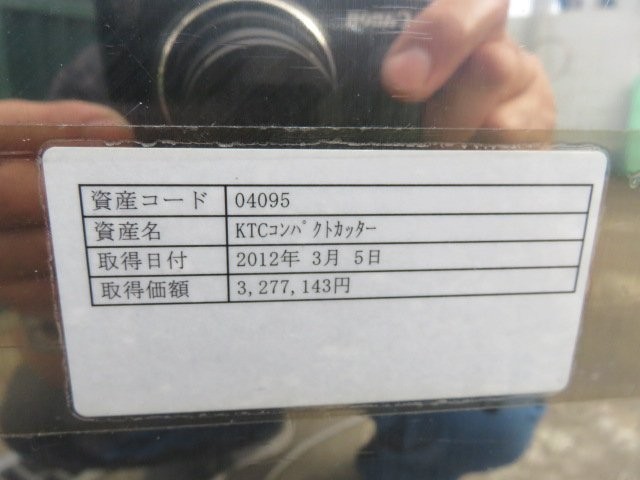 資産コード 04095
資産名 KTCｺﾝﾊﾟｸﾄｶｯﾀｰ
取得日付 2012年 3月 5日
取得価額 3,277,143円